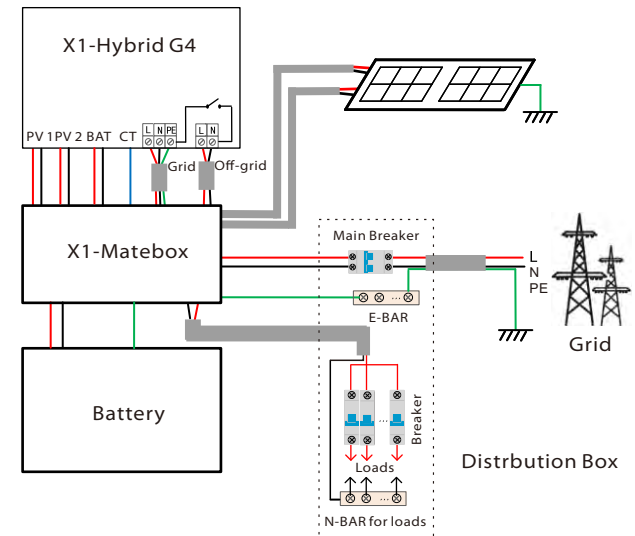 X1-Hybrid G4
PV 1 PV 2 BAT CT
L N PE
L N
Grid
Off-grid
X1-Matebox
Main Breaker
L
N
PE
E-BAR
Grid
Battery
Breaker
Loads
Distrbution Box
N-BAR for loads